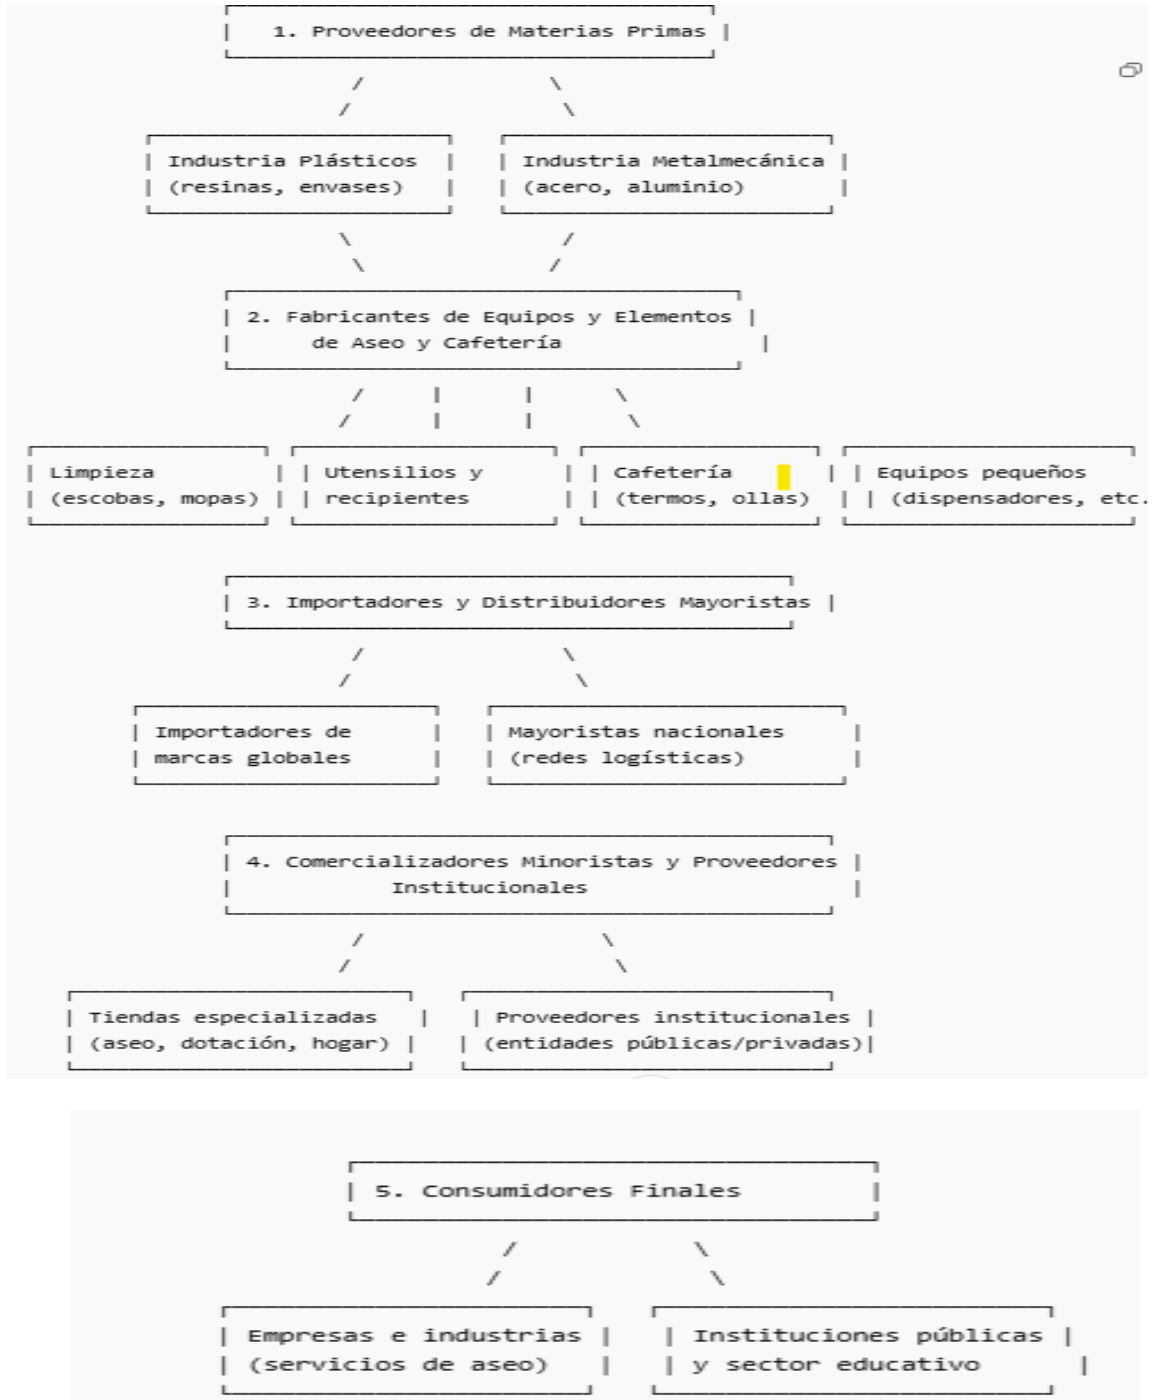 1. Proveedores de Materias Primas
Industria Plásticos
(resinas, envases)
Industria Metalmecánica
(acero, aluminio)
2. Fabricantes de Equipos y Elementos
de Aseo y Cafetería
Limpieza
(escobas, mopas)
Utensilios y
recipientes
Cafetería
(termos, ollas)
Equipos pequeños
(dispensadores, etc.
3. Importadores y Distribuidores Mayoristas
Importadores de
marcas globales
Mayoristas nacionales
(redes logísticas)
4. Comercializadores Minoristas y Proveedores
Institucionales
Tiendas especializadas
(aseo, dotación, hogar)
Proveedores institucionales
(entidades públicas/privadas)
5. Consumidores Finales
Empresas e industrias
(servicios de aseo)
Instituciones públicas
y sector educativo